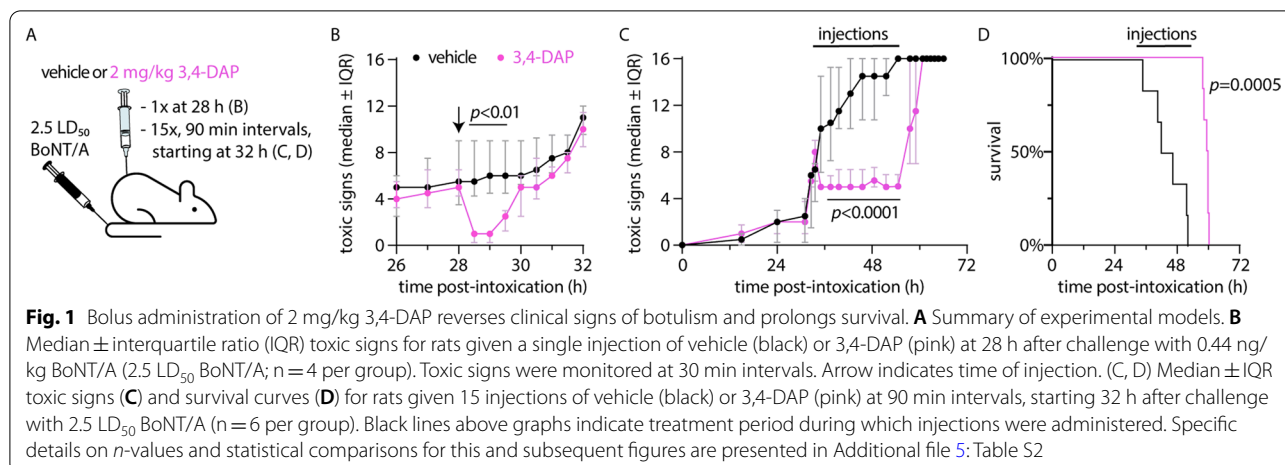 A
vehicle or 2 mg/kg 3,4-DAP
- 1x at 28 h (B)
- 15x, 90 min intervals,
starting at 32 h (C, D)
2.5 LD50
BoNT/A
B
vehicle
3,4-DAP
toxic signs (median ± IQR)
16
12
8
4
0
p<0.01
26
28
30
32
time post-intoxication (h)
C
injections
toxic signs (median ± IQR)
16
12
8
4
0
p<0.0001
0
24
48
72
time post-intoxication (h)
D
injections
survival
100%
50%
0%
p=0.0005
0
24
48
72
time post-intoxication (h)
Fig. 1 Bolus administration of 2 mg/kg 3,4-DAP reverses clinical signs of botulism and prolongs survival. A Summary of experimental models. B
Median ± interquartile ratio (IQR) toxic signs for rats given a single injection of vehicle (black) or 3,4-DAP (pink) at 28 h after challenge with 0.44 ng/
kg BoNT/A (2.5 LD50 BoNT/A; n = 4 per group). Toxic signs were monitored at 30 min intervals. Arrow indicates time of injection. (C, D) Median ± IQR
toxic signs (C) and survival curves (D) for rats given 15 injections of vehicle (black) or 3,4-DAP (pink) at 90 min intervals, starting 32 h after challenge
with 2.5 LD50 BoNT/A (n = 6 per group). Black lines above graphs indicate treatment period during which injections were administered. Specific
details on n-values and statistical comparisons for this and subsequent figures are presented in Additional file 5: Table S2